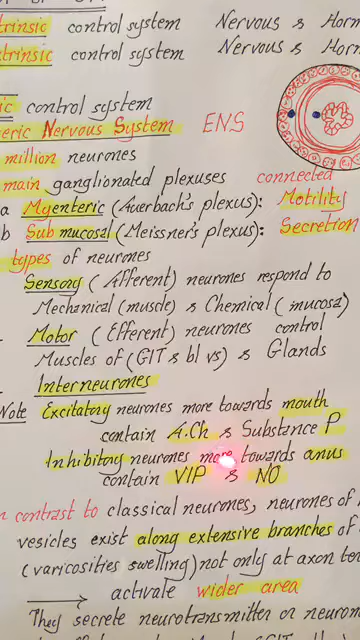 trinsic control system Nervous & Horm
trinsic control system Nervous & Horm
ic control system
eric Nervous System ENS
million neurones
main ganglionated plexuses connected
a Myenteric (Auerbach's plexus): Motility
b Submucosal (Meissner's plexus): Secretion
types of neurones
Sensory (Afferent) neurones respond to
Mechanical (muscle) & Chemical (mucosa)
Motor (Efferent) neurones control
Muscles of (GIT & bl vs) & Glands
Interneurones
Note Excitatory neurones more towards mouth
contain A.Ch & Substance P
Inhibitory neurones more towards anus
contain VIP & NO
n contrast to classical neurones, neurones of
vesicles exist along extensive branches of
(varicosities swelling) not only at axon ter
activate wider area
They secrete neurotransmitter or neurom